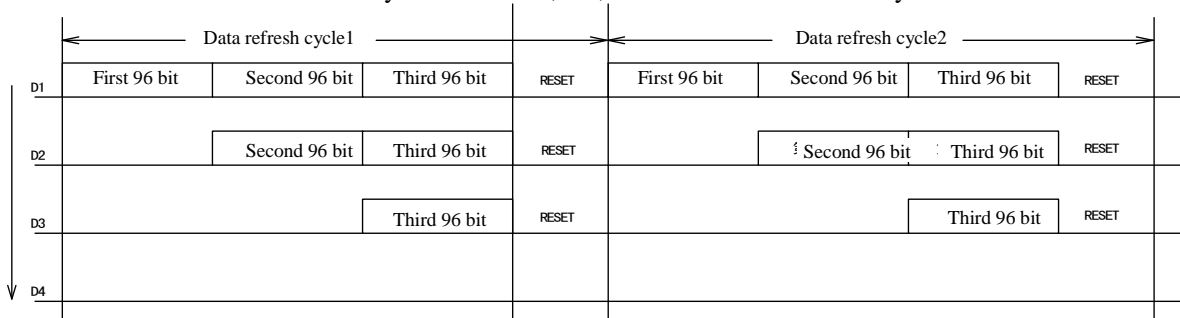 Data refresh cycle1 Data refresh cycle2
D1 First 96 bit Second 96 bit Third 96 bit RESET First 96 bit Second 96 bit Third 96 bit RESET
D2 Second 96 bit Third 96 bit RESET Second 96 bit Third 96 bit RESET
D3 Third 96 bit RESET Third 96 bit RESET
D4